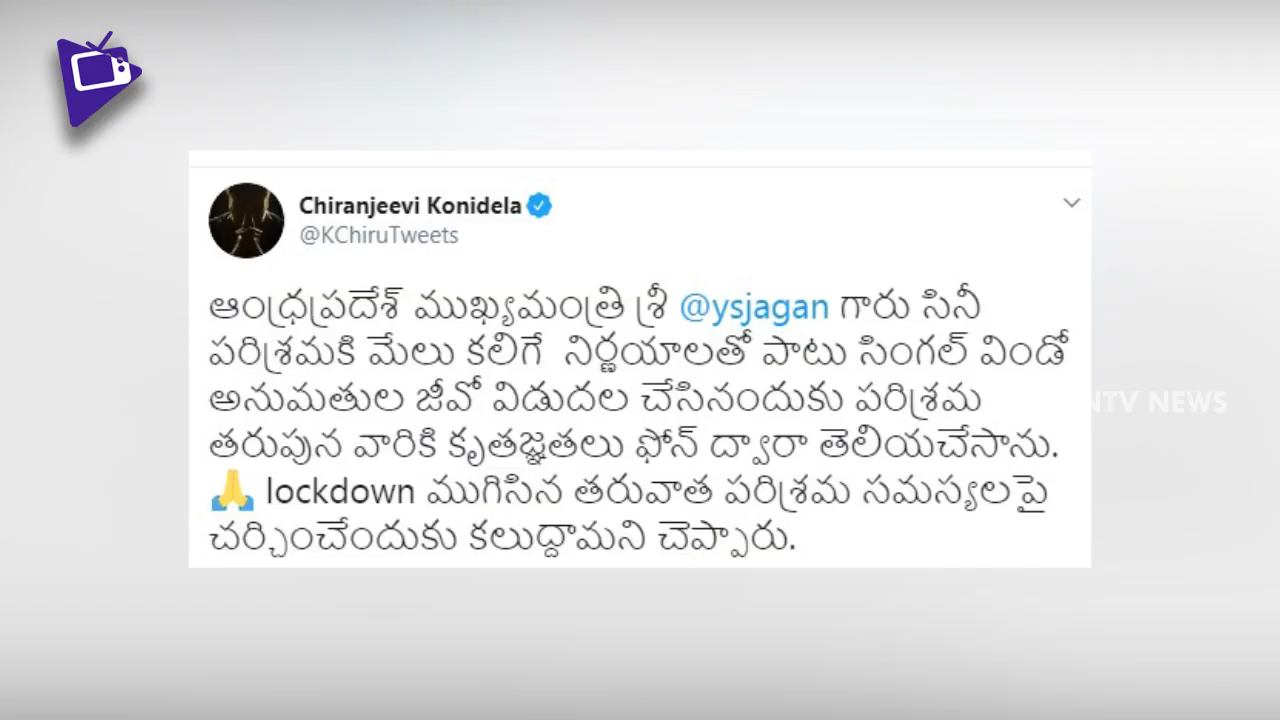 Chiranjeevi Konidela
@KChiruTweets
ఆంధ్రప్రదేశ్ ముఖ్యమంత్రి శ్రీ @ysjagan గారు సినీ
పరిశ్రమకి మేలు కలిగే నిర్ణయాలతో పాటు సింగల్ విండో
అనుమతుల జీవో విడుదల చేసినందుకు పరిశ్రమ
తరుపున వారికి కృతజ్ఞతలు ఫోన్ ద్వారా తెలియచేసాను.
🙏 lockdown ముగిసిన తరువాత పరిశ్రమ సమస్యలపై
చర్చించేందుకు కలుద్దామని చెప్పారు.
NTV NEWS